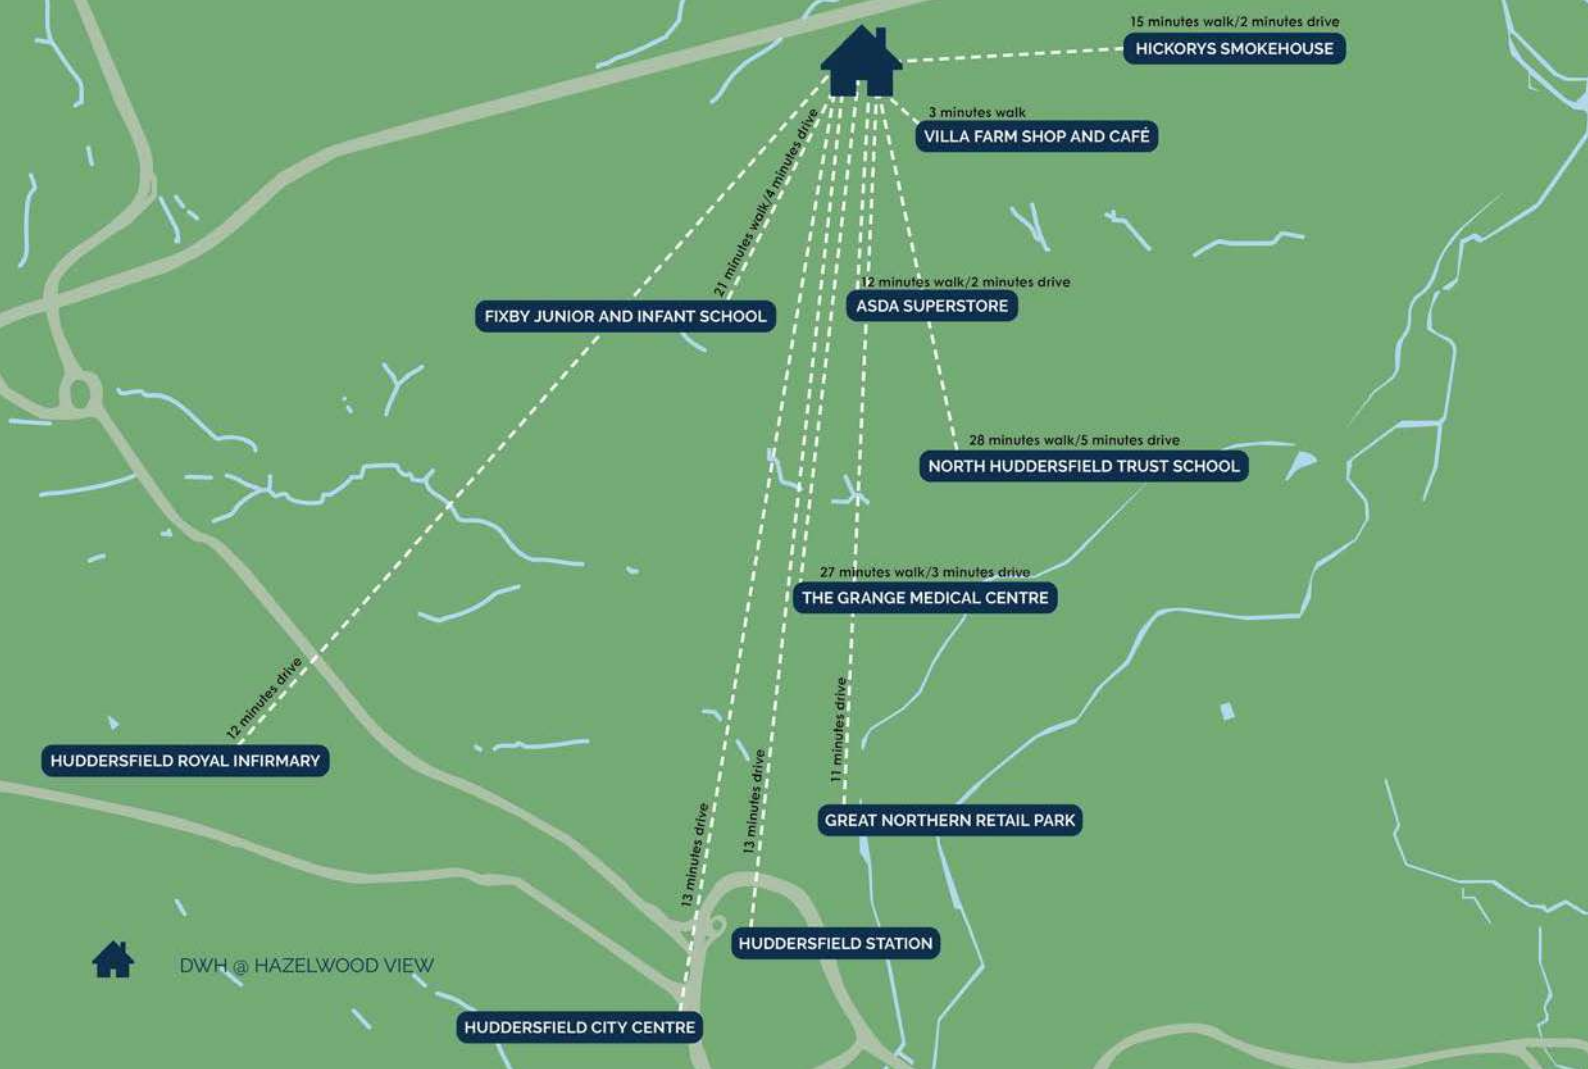 15 minutes walk/2 minutes drive
HICKORYS SMOKEHOUSE
3 minutes walk
VILLA FARM SHOP AND CAFÉ
21 minutes walk/4 minutes drive
FIXBY JUNIOR AND INFANT SCHOOL
12 minutes walk/2 minutes drive
ASDA SUPERSTORE
28 minutes walk/5 minutes drive
NORTH HUDDERSFIELD TRUST SCHOOL
27 minutes walk/3 minutes drive
THE GRANGE MEDICAL CENTRE
12 minutes drive
HUDDERSFIELD ROYAL INFIRMARY
11 minutes drive
GREAT NORTHERN RETAIL PARK
13 minutes drive
HUDDERSFIELD STATION
13 minutes drive
HUDDERSFIELD CITY CENTRE
DWH @ HAZELWOOD VIEW